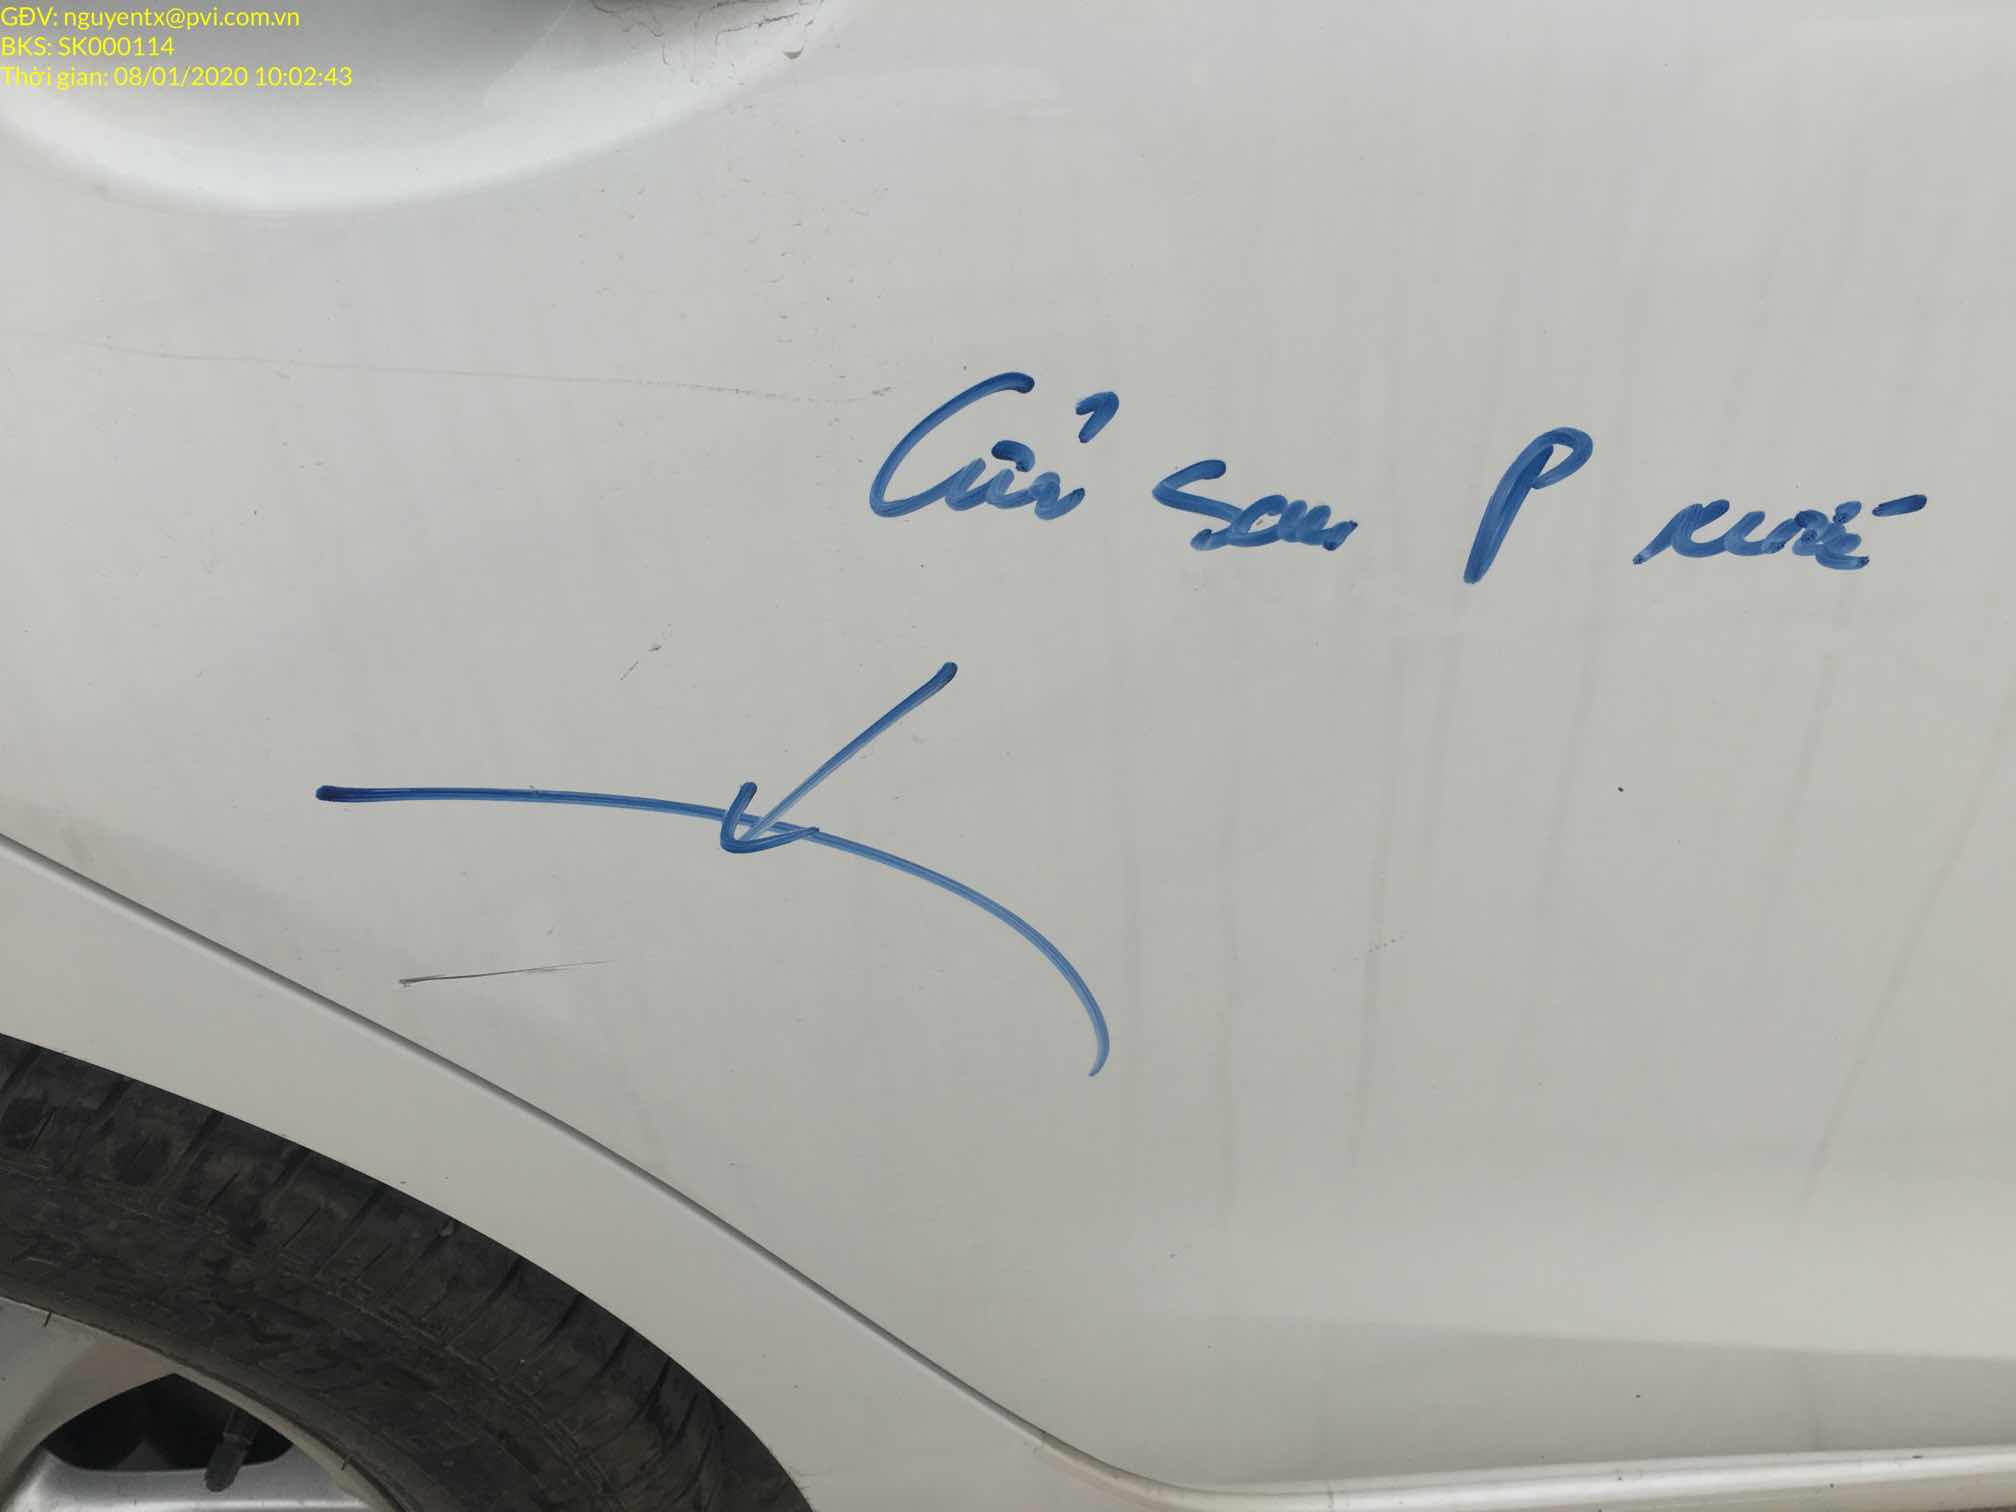 GĐV: nguyentx@pvi.com.vn
BKS: SK000114
Thời gian: 08/01/2020 10:02:43
Cửa sau P